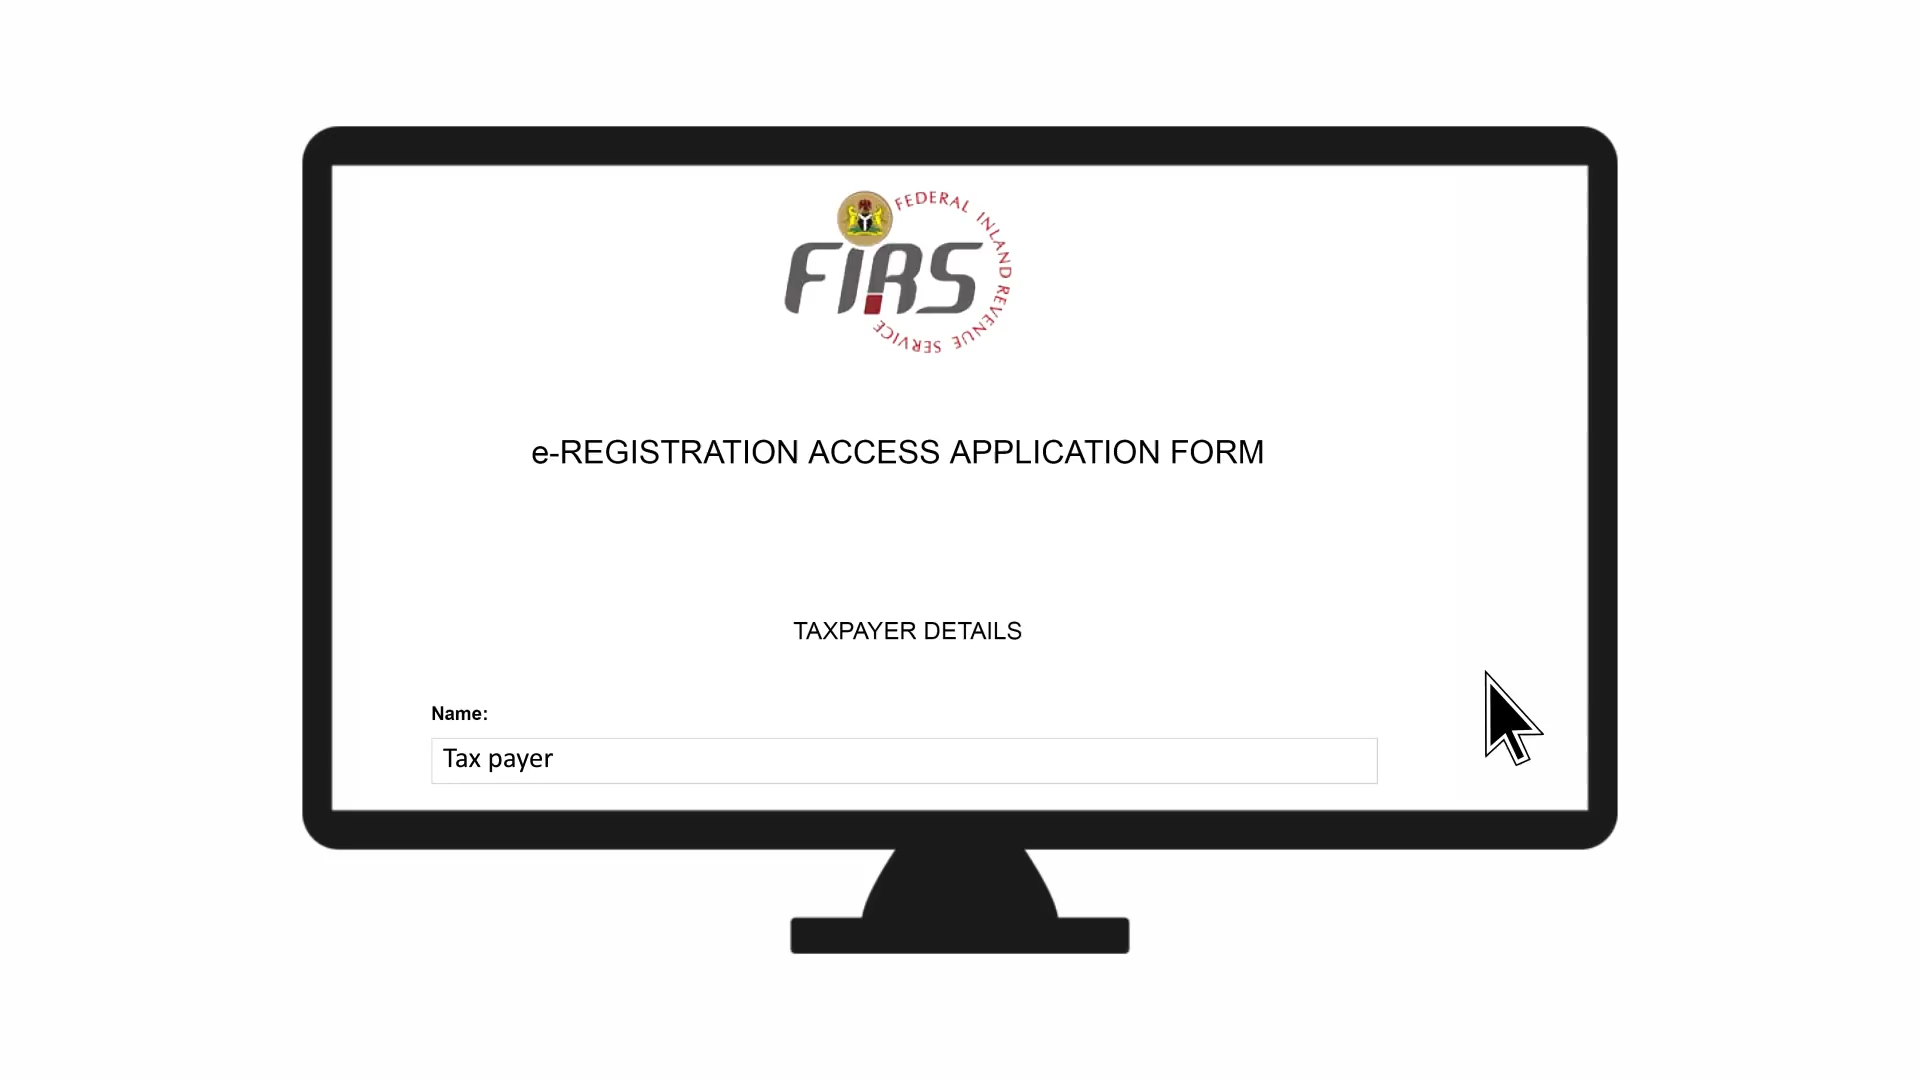 FEDERAL INLAND REVENUE SERVICE
FIRS
e-REGISTRATION ACCESS APPLICATION FORM
TAXPAYER DETAILS
Name:
Tax payer